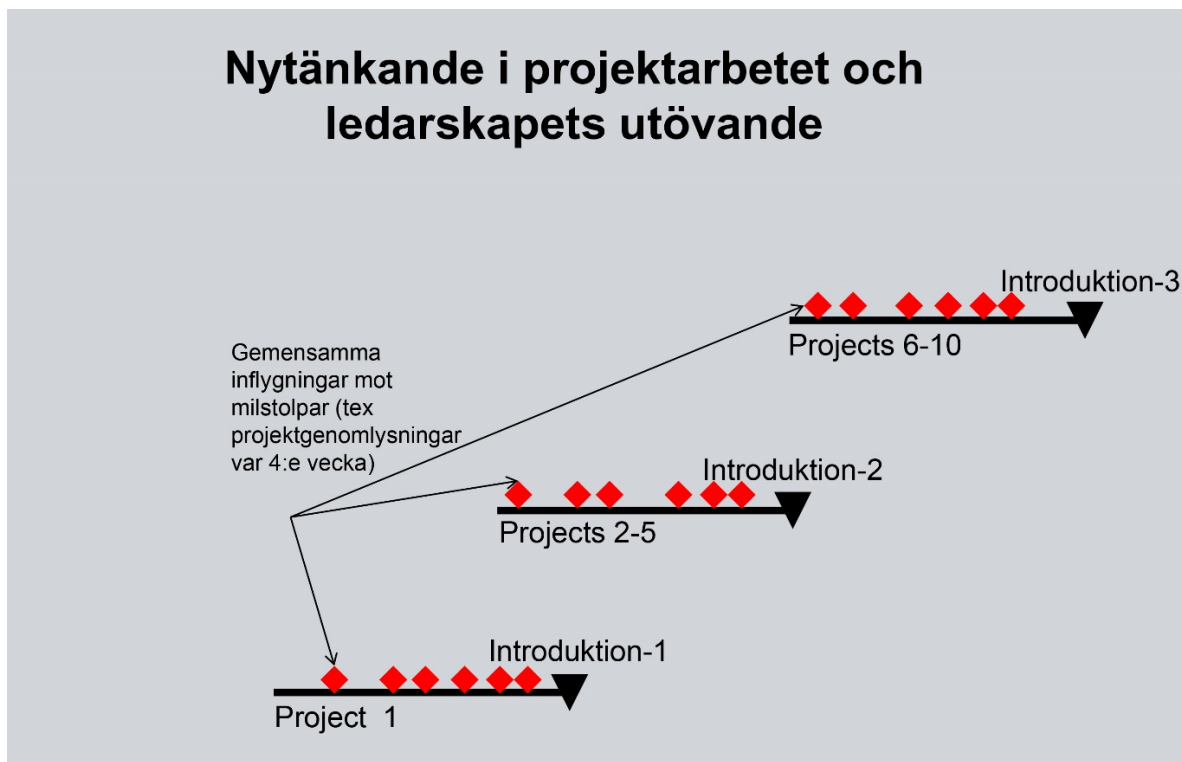 Nytänkande i projektarbetet och
ledarskapets utövande
Introduktion-3
Projects 6-10
Gemensamma
inflygningar mot
milstolpar (tex
projektgenomlysningar
var 4:e vecka)
Introduktion-2
Projects 2-5
Introduktion-1
Project 1